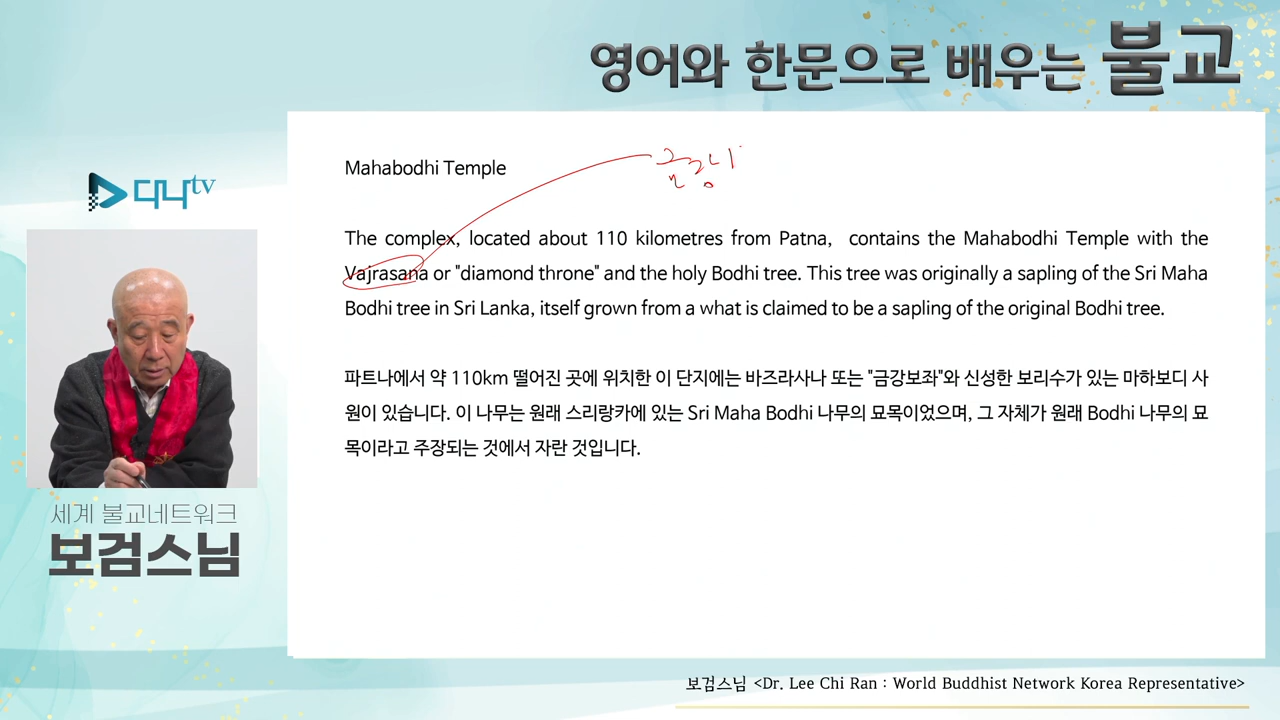 영어와 한문으로 배우는 불교
디나tv
Mahabodhi Temple
금강
The complex, located about 110 kilometres from Patna, contains the Mahabodhi Temple with the
Vajrasana or "diamond throne" and the holy Bodhi tree. This tree was originally a sapling of the Sri Maha
Bodhi tree in Sri Lanka, itself grown from a what is claimed to be a sapling of the original Bodhi tree.
파트나에서 약 110km 떨어진 곳에 위치한 이 단지에는 바즈라사나 또는 "금강보좌"와 신성한 보리수가 있는 마하보디 사
원이 있습니다. 이 나무는 원래 스리랑카에 있는 Sri Maha Bodhi 나무의 묘목이었으며, 그 자체가 원래 Bodhi 나무의 묘
목이라고 주장되는 것에서 자란 것입니다.
세계 불교네트워크
보검스님
보검스님 <Dr. Lee Chi Ran : World Buddhist Network Korea Representative>